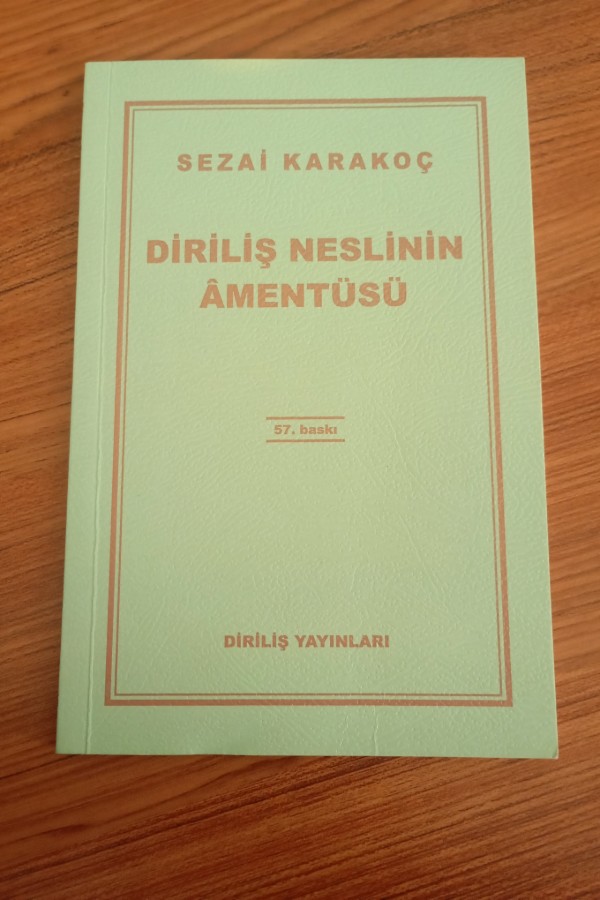 SEZAİ KARAKOÇ
DİRİLİŞ NESLİNİN
ÂMENTÜSÜ
57. baskı
DİRİLİŞ YAYINLARI